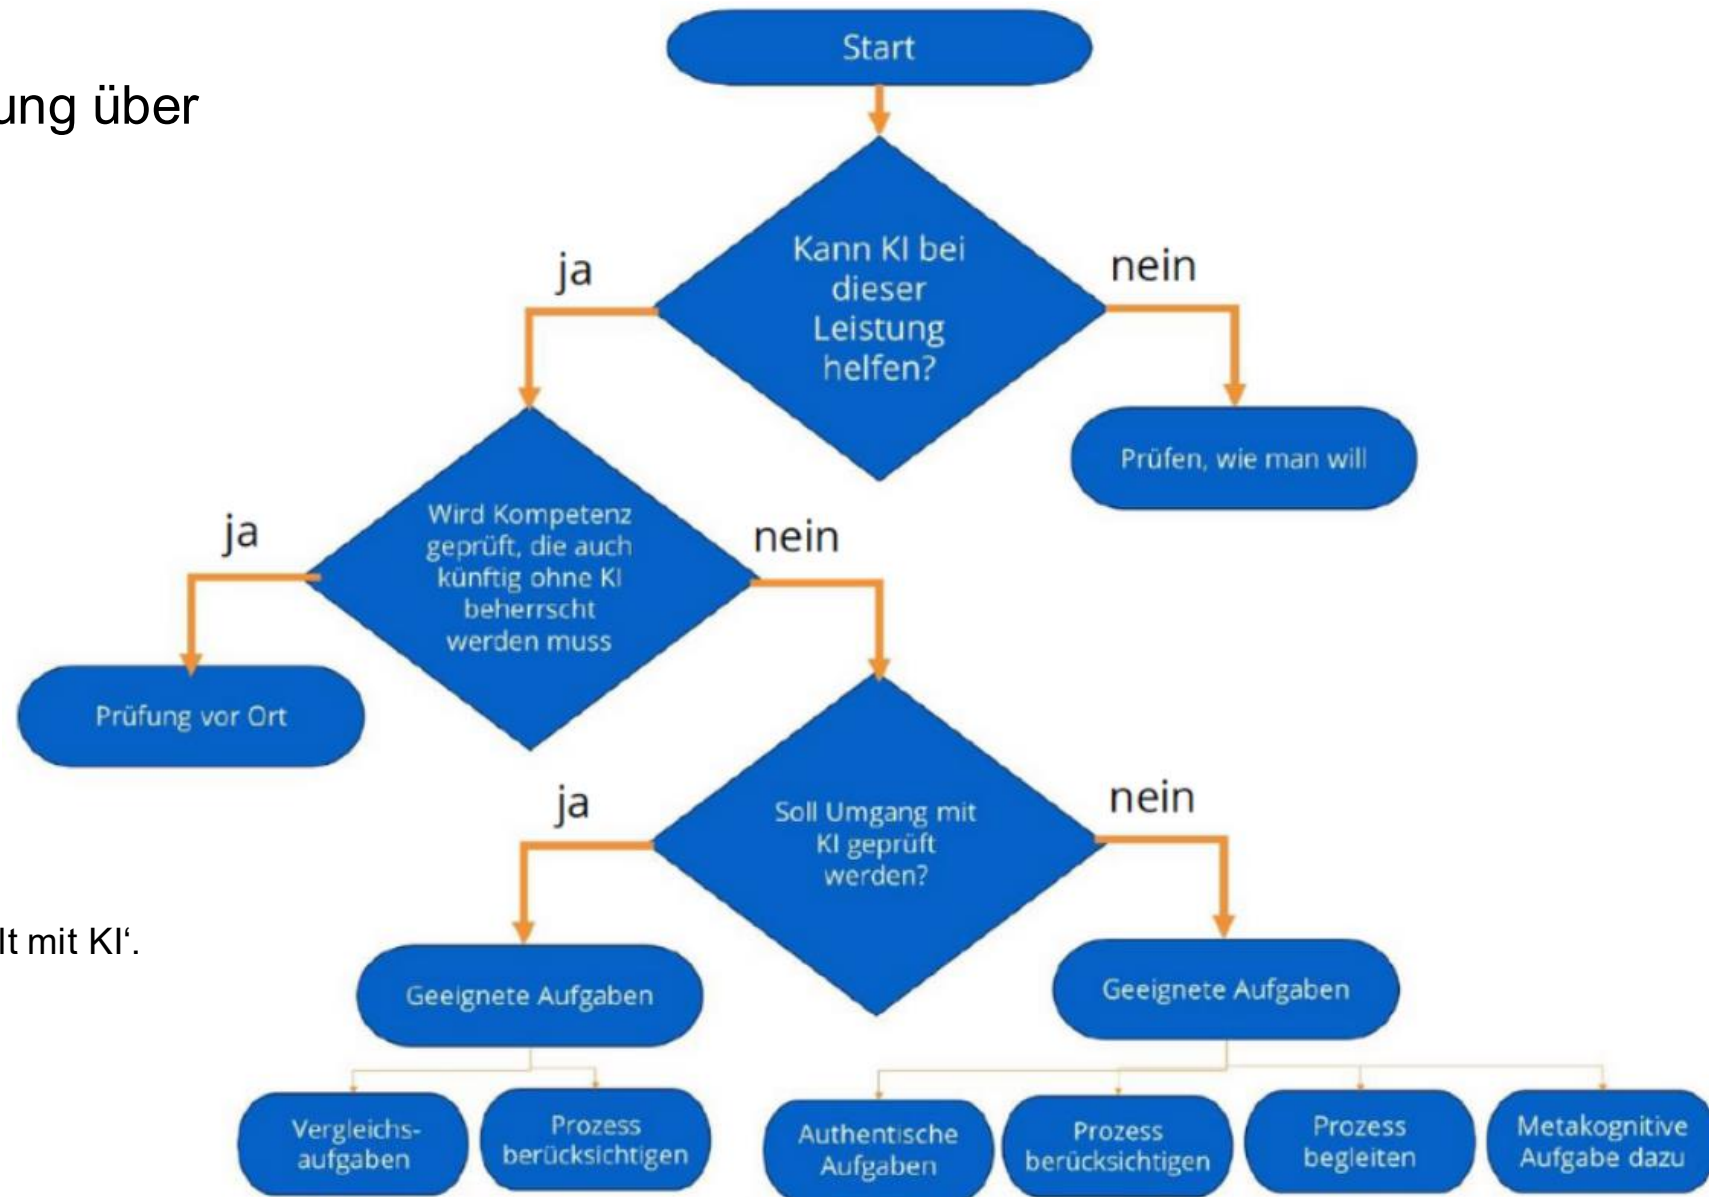 Start
ung über
Kann KI bei
dieser
Leistung
helfen?
ja
nein
Prüfen, wie man will
Wird Kompetenz
geprüft, die auch
künftig ohne KI
beherrscht
werden muss
ja
nein
Prüfung vor Ort
Soll Umgang mit
KI geprüft
werden?
ja
nein
lt mit KI‘.
Geeignete Aufgaben
Geeignete Aufgaben
Vergleichs-
aufgaben
Prozess
berücksichtigen
Authentische
Aufgaben
Prozess
berücksichtigen
Prozess
begleiten
Metakognitive
Aufgabe dazu